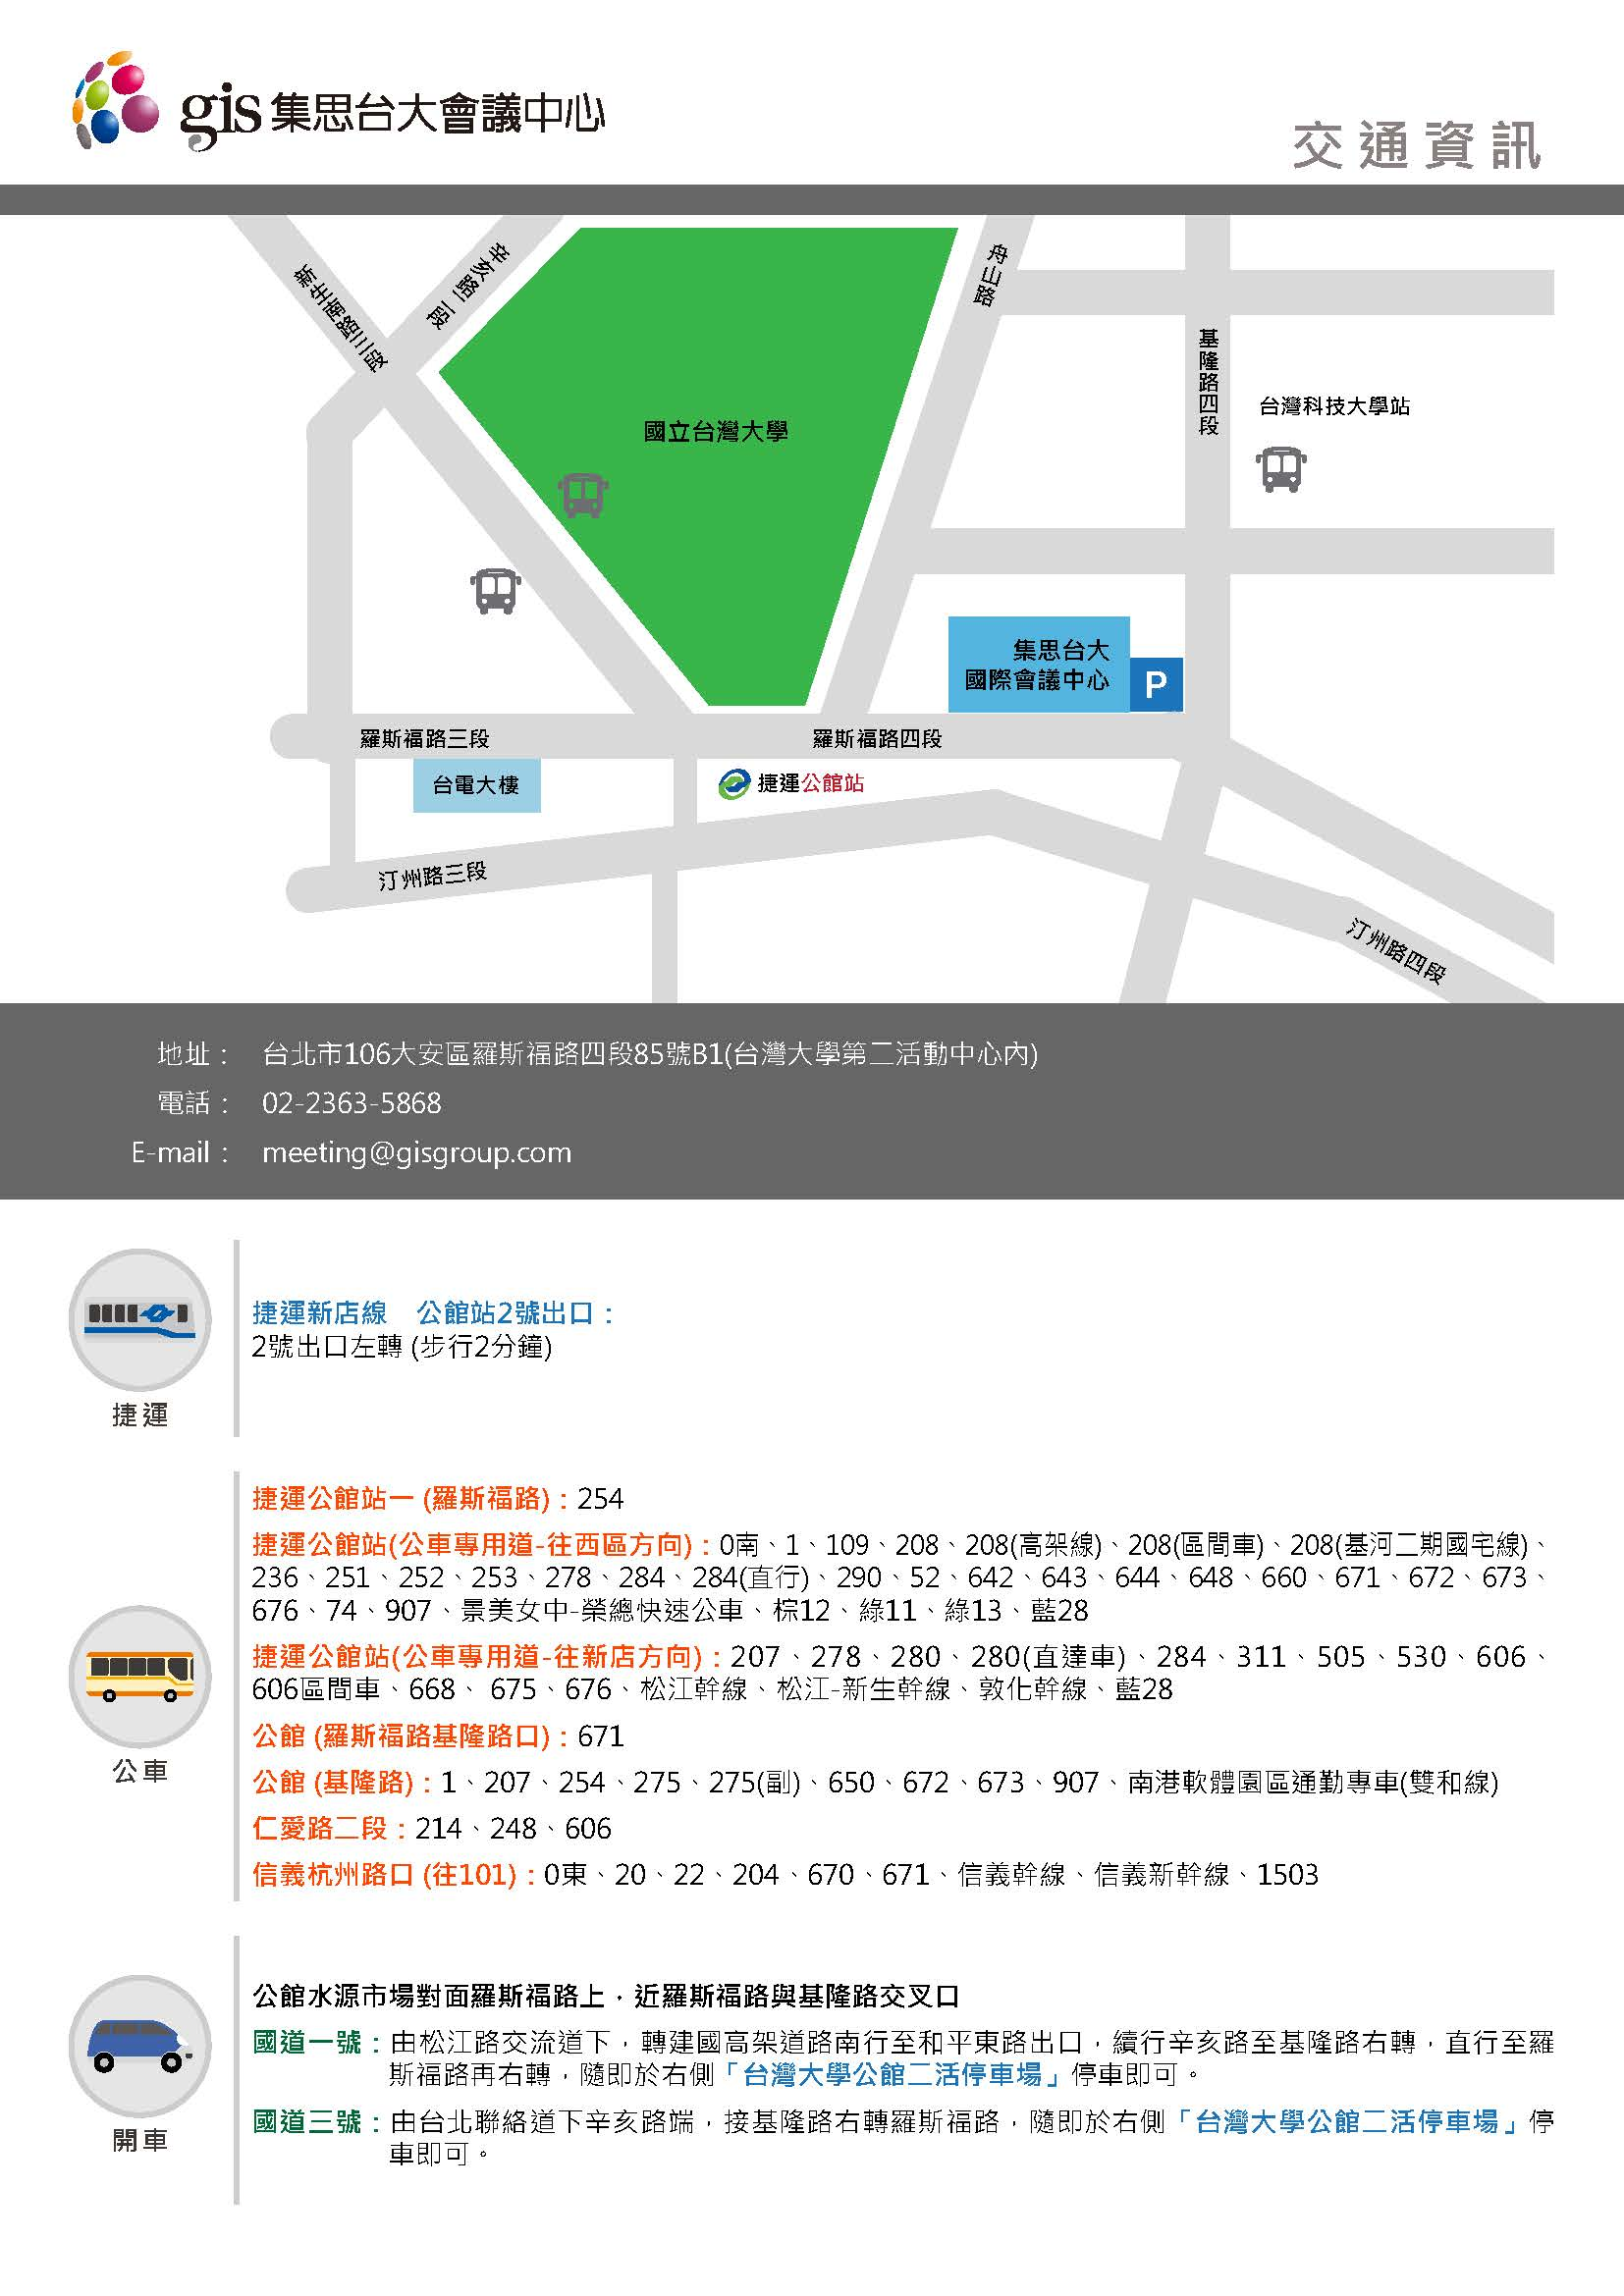 gis 集思台大會議中心
交通資訊
新生南路三段
辛亥路二段
舟山路
基隆路四段
台灣科技大學站
國立台灣大學
集思台大
國際會議中心
P
羅斯福路三段
羅斯福路四段
台電大樓
捷運公館站
汀州路三段
汀州路四段
地址： 台北市106大安區羅斯福路四段85號B1(台灣大學第二活動中心內)
電話： 02-2363-5868
E-mail： meeting@gisgroup.com
捷運新店線　公館站2號出口：
2號出口左轉 (步行2分鐘)
捷運
捷運公館站一 (羅斯福路)：254
捷運公館站(公車專用道-往西區方向)：0南、1、109、208、208(高架線)、208(區間車)、208(基河二期國宅線)、
236、251、252、253、278、284、284(直行)、290、52、642、643、644、648、660、671、672、673、
676、74、907、景美女中-榮總快速公車、棕12、綠11、綠13、藍28
捷運公館站(公車專用道-往新店方向)：207、278、280、280(直達車)、284、311、505、530、606、
606區間車、668、 675、676、松江幹線、松江-新生幹線、敦化幹線、藍28
公館 (羅斯福路基隆路口)：671
公館 (基隆路)：1、207、254、275、275(副)、650、672、673、907、南港軟體園區通勤專車(雙和線)
仁愛路二段：214、248、606
信義杭州路口 (往101)：0東、20、22、204、670、671、信義幹線、信義新幹線、1503
公車
公館水源市場對面羅斯福路上，近羅斯福路與基隆路交叉口
國道一號：由松江路交流道下，轉建國高架道路南行至和平東路出口，續行辛亥路至基隆路右轉，直行至羅
斯福路再右轉，隨即於右側「台灣大學公館二活停車場」停車即可。
國道三號：由台北聯絡道下辛亥路端，接基隆路右轉羅斯福路，隨即於右側「台灣大學公館二活停車場」停
車即可。
開車